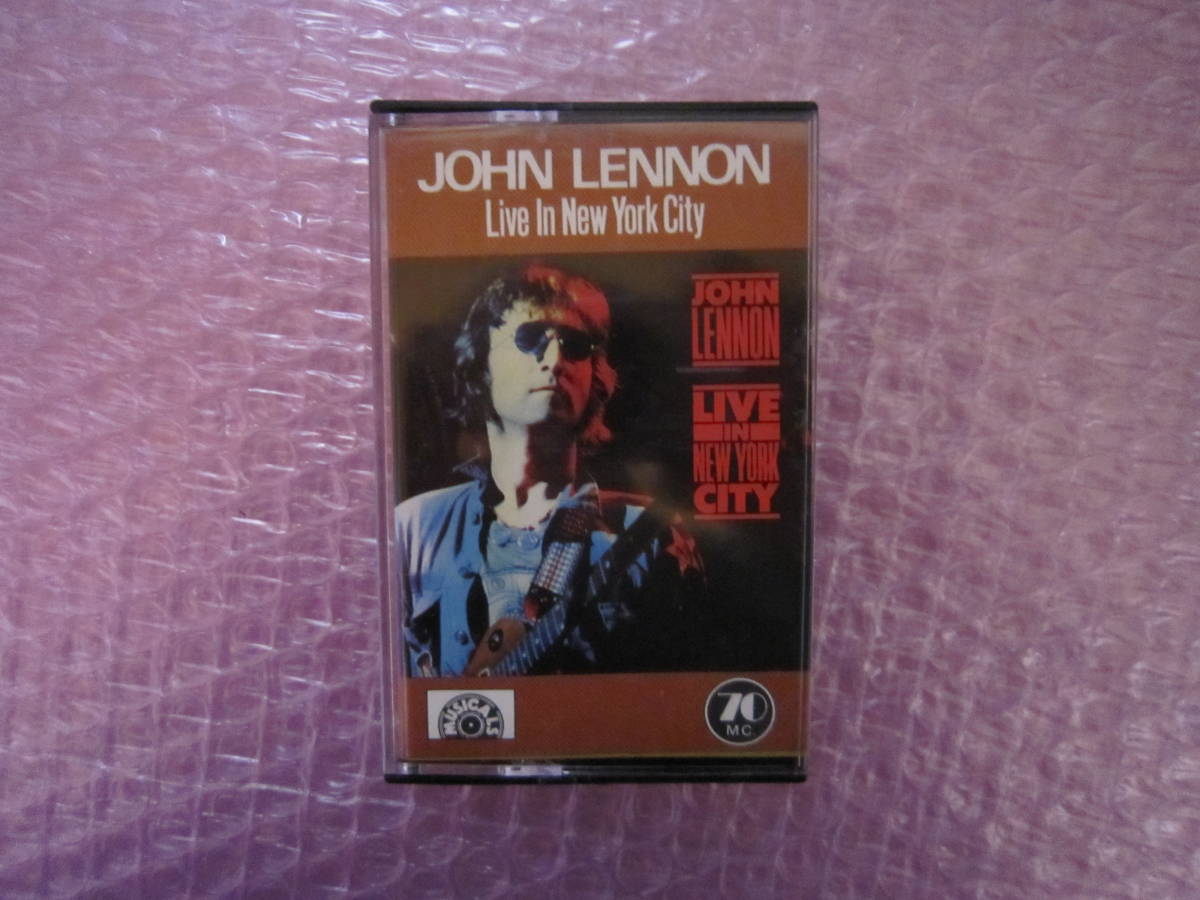 JOHN LENNON
Live In New York City
JOHN
LENNON
LIVE
IN
NEW YORK
CITY
MUSICALS
70
MC